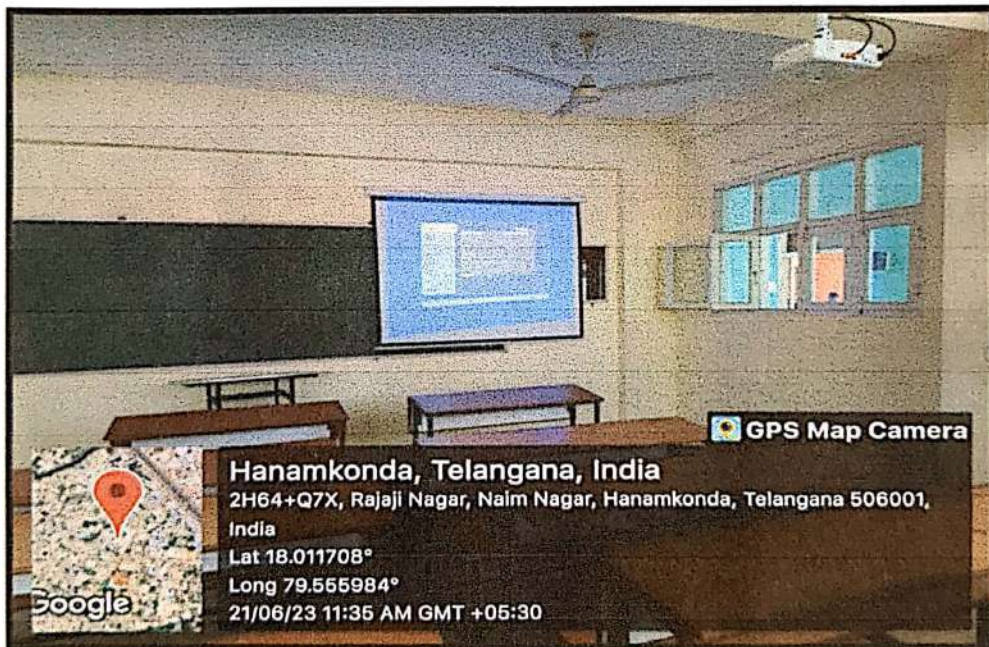 GPS Map Camera
Hanamkonda, Telangana, India
2H64+Q7X, Rajaji Nagar, Naim Nagar, Hanamkonda, Telangana 506001,
India
Lat 18.011708°
Long 79.555984°
21/06/23 11:35 AM GMT +05:30
Google